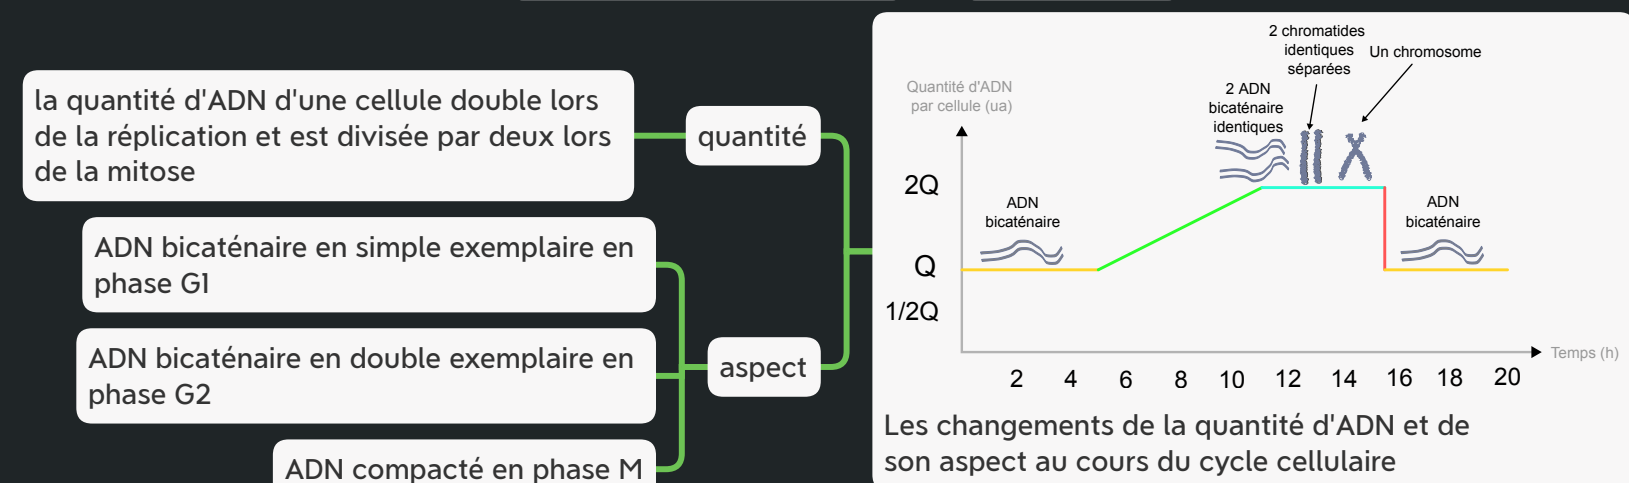 la quantité d'ADN d'une cellule double lors
de la réplication et est divisée par deux lors
de la mitose
quantité
ADN bicaténaire en simple exemplaire en
phase G1
ADN bicaténaire en double exemplaire en
phase G2
aspect
ADN compacté en phase M
Quantité d'ADN
par cellule (ua)
2 chromatides
identiques
séparées
Un chromosome
2 ADN
bicaténaire
identiques
2Q
ADN
bicaténaire
ADN
bicaténaire
Q
1/2Q
Temps (h)
2 4 6 8 10 12 14 16 18 20
Les changements de la quantité d'ADN et de
son aspect au cours du cycle cellulaire